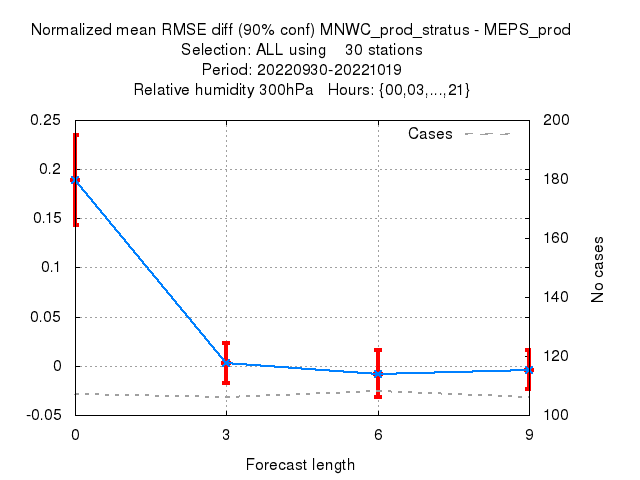 Normalized mean RMSE diff (90% conf) MNWC_prod_stratus - MEPS_prod
Selection: ALL using    30 stations
Period: 20220930-20221019
Relative humidity 300hPa   Hours: {00,03,...,21}
Cases
0.25
0.2
0.15
0.1
0.05
0
-0.05
200
180
160
140
120
100
No cases
0 3 6 9
Forecast length